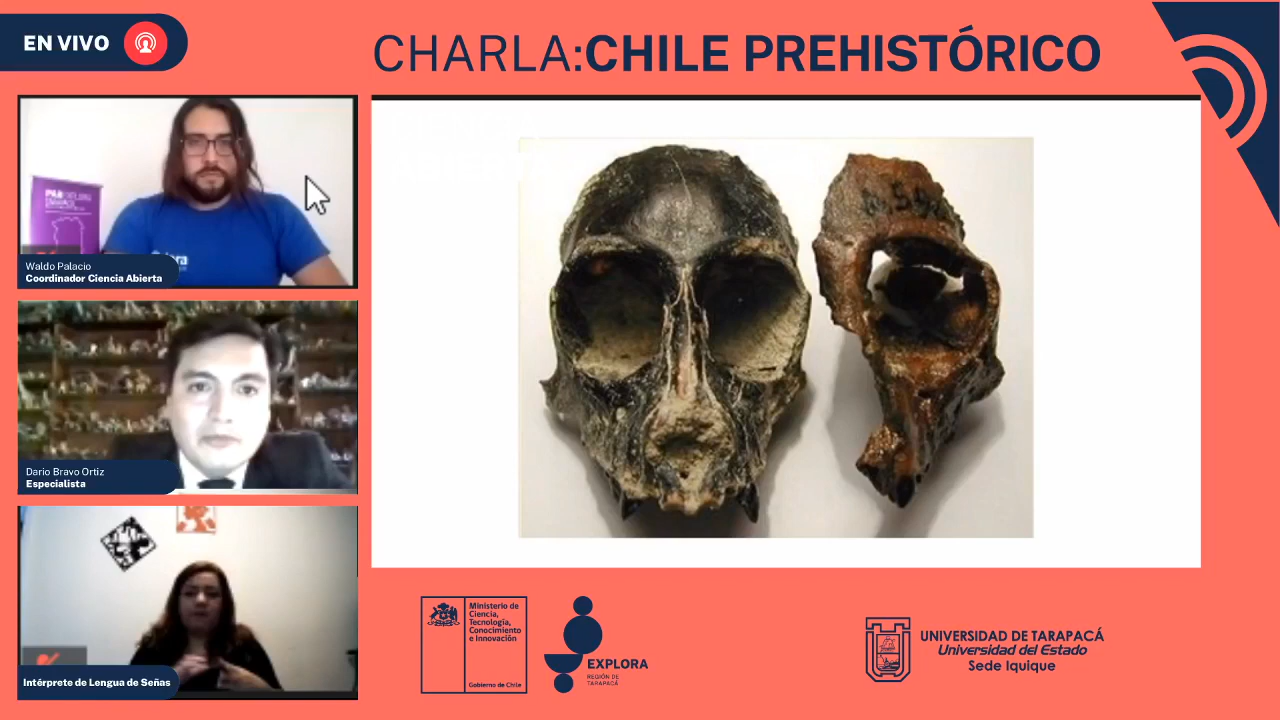 EN VIVO
CHARLA:CHILE PREHISTÓRICO
Waldo Palacio
Coordinador Ciencia Abierta
Dario Bravo Ortiz
Especialista
Intérprete de Lengua de Señas
Ministerio de
Ciencia,
Tecnología,
Conocimiento
e Innovación
Gobierno de Chile
EXPLORA
REGIÓN DE
TARAPACÁ
UNIVERSIDAD DE TARAPACÁ
Universidad del Estado
Sede Iquique